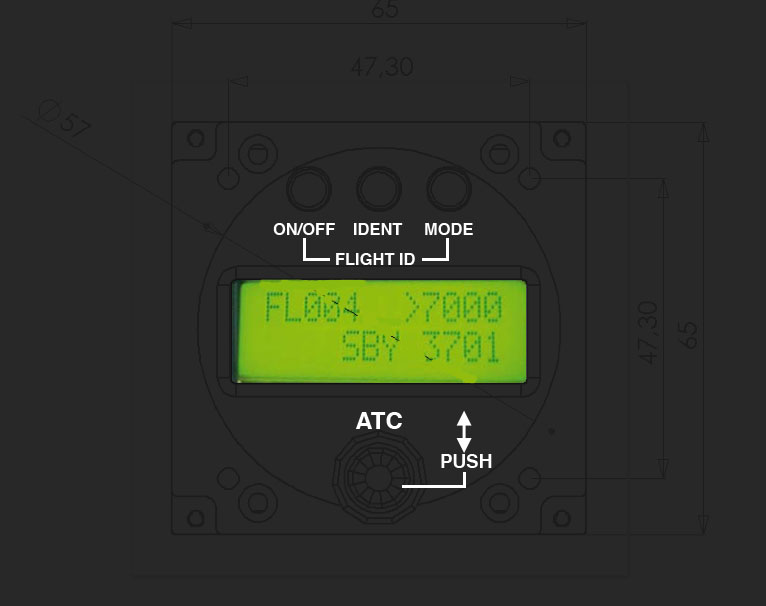 65
47,30
Ø 57
ON/OFF IDENT MODE
FLIGHT ID
FL004 >7000
SBY 3701
47,30
65
ATC
PUSH